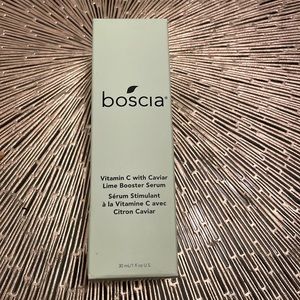 boscia®
Vitamin C with Caviar
Lime Booster Serum
Sérum Stimulant
à la Vitamine C avec
Citron Caviar
30 mL/1 fl oz U.S.